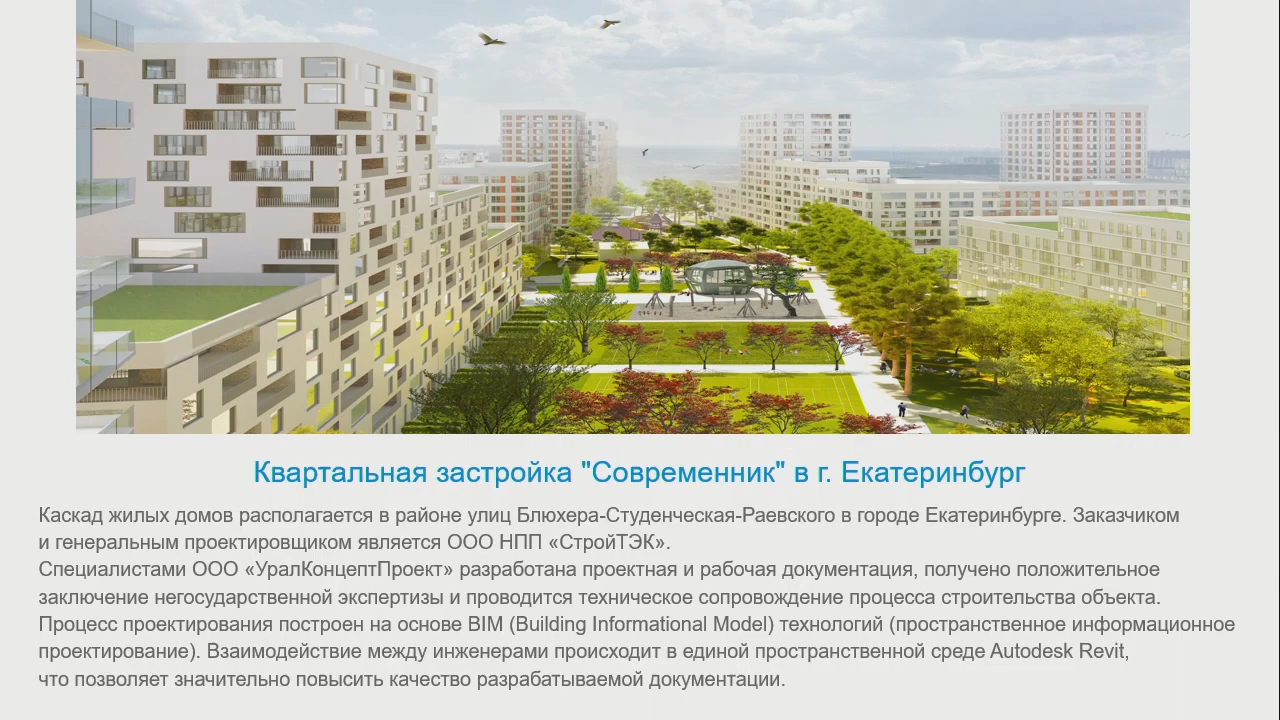 Квартальная застройка "Современник" в г. Екатеринбург
Каскад жилых домов располагается в районе улиц Блюхера-Студенческая-Раевского в городе Екатеринбурге. Заказчиком
и генеральным проектировщиком является ООО НПП «СтройТЭК».
Специалистами ООО «УралКонцептПроект» разработана проектная и рабочая документация, получено положительное
заключение негосударственной экспертизы и проводится техническое сопровождение процесса строительства объекта.
Процесс проектирования построен на основе BIM (Building Informational Model) технологий (пространственное информационное
проектирование). Взаимодействие между инженерами происходит в единой пространственной среде Autodesk Revit,
что позволяет значительно повысить качество разрабатываемой документации.